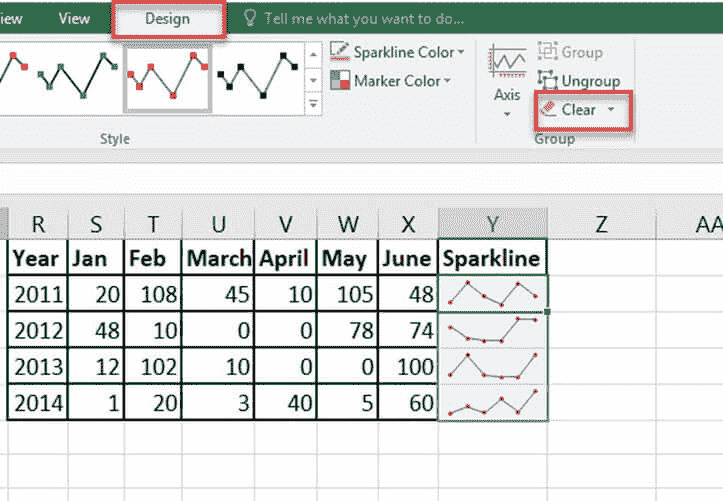 iew View Design Tell me what you want to do...
Sparkline Color Group
Marker Color Axis Ungroup
Clear
Style Group
R S T U V W X Y Z AA
Year Jan Feb March April May June Sparkline
2011 20 108 45 10 105 48
2012 48 10 0 0 78 74
2013 12 102 10 0 0 100
2014 1 20 3 40 5 60